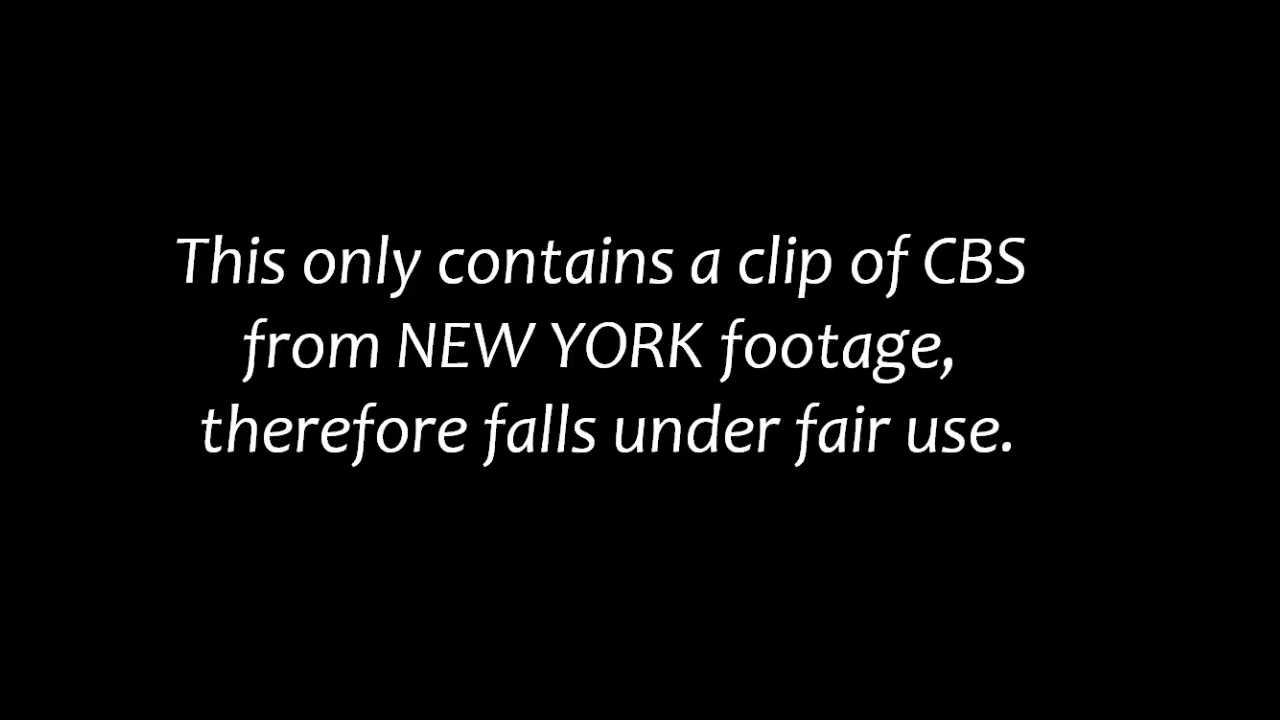 This only contains a clip of CBS
from NEW YORK footage,
therefore falls under fair use.